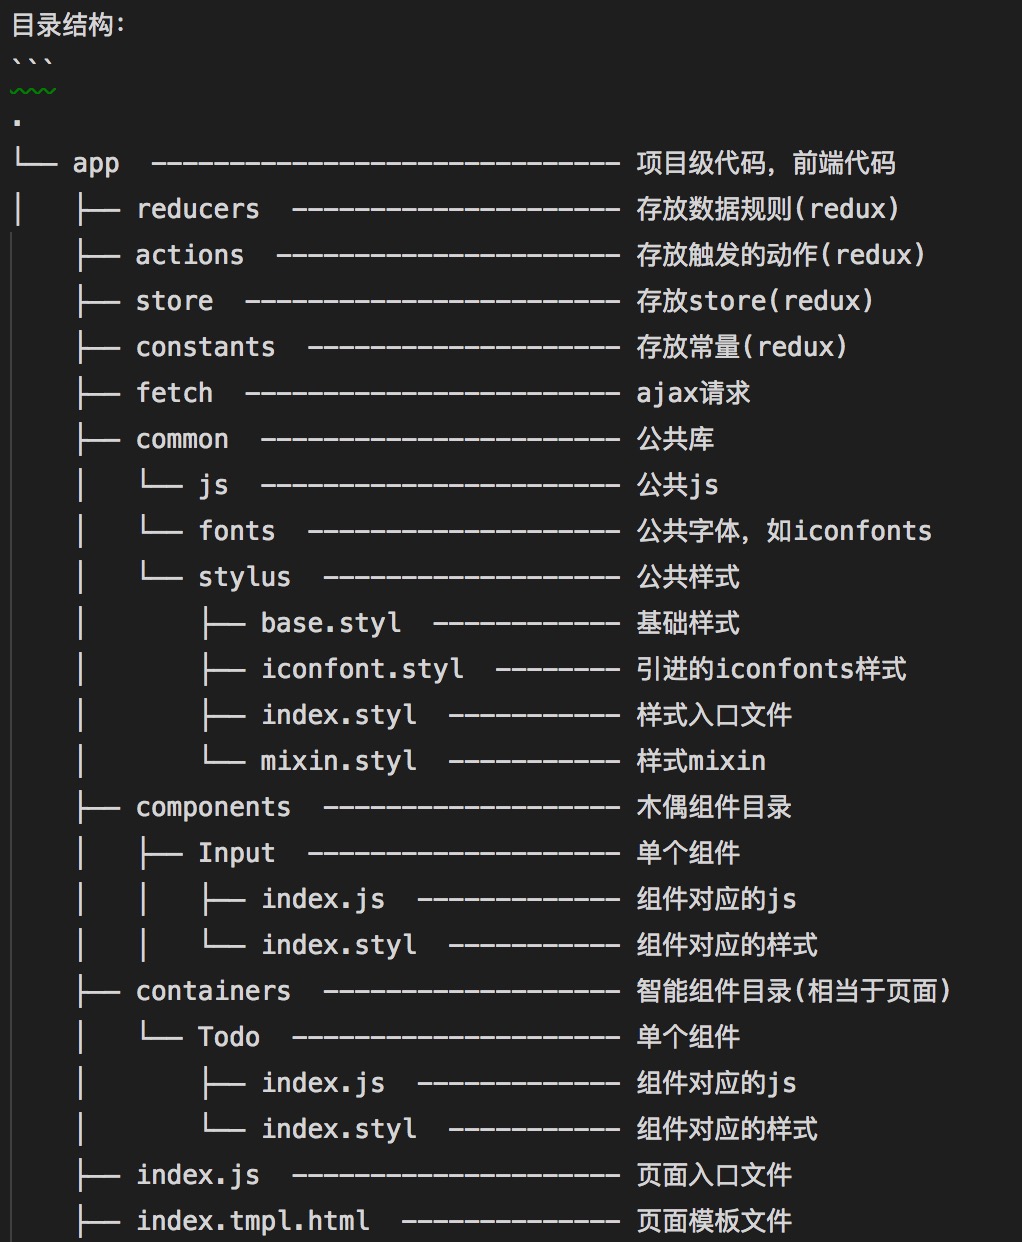 目录结构：
```
.
└── app  ------------------------------ 项目级代码，前端代码
│   ├── reducers  --------------------- 存放数据规则(redux)
    ├── actions  ---------------------- 存放触发的动作(redux)
    ├── store  ------------------------ 存放store(redux)
    ├── constants  -------------------- 存放常量(redux)
    ├── fetch  ------------------------ ajax请求
    ├── common  ----------------------- 公共库
    │   └── js  ----------------------- 公共js
    │   └── fonts  -------------------- 公共字体，如iconfonts
    │   └── stylus  ------------------- 公共样式
    │       ├── base.styl  ------------ 基础样式
    │       ├── iconfont.styl  -------- 引进的iconfonts样式
    │       ├── index.styl  ----------- 样式入口文件
    │       └── mixin.styl  ----------- 样式mixin
    ├── components  ------------------- 木偶组件目录
    │   ├── Input  -------------------- 单个组件
    │   │   ├── index.js  ------------- 组件对应的js
    │   │   └── index.styl  ----------- 组件对应的样式
    ├── containers  ------------------- 智能组件目录(相当于页面)
    │   └── Todo  --------------------- 单个组件
    │       ├── index.js  ------------- 组件对应的js
    │       └── index.styl  ----------- 组件对应的样式
    ├── index.js  --------------------- 页面入口文件
    ├── index.tmpl.html  -------------- 页面模板文件